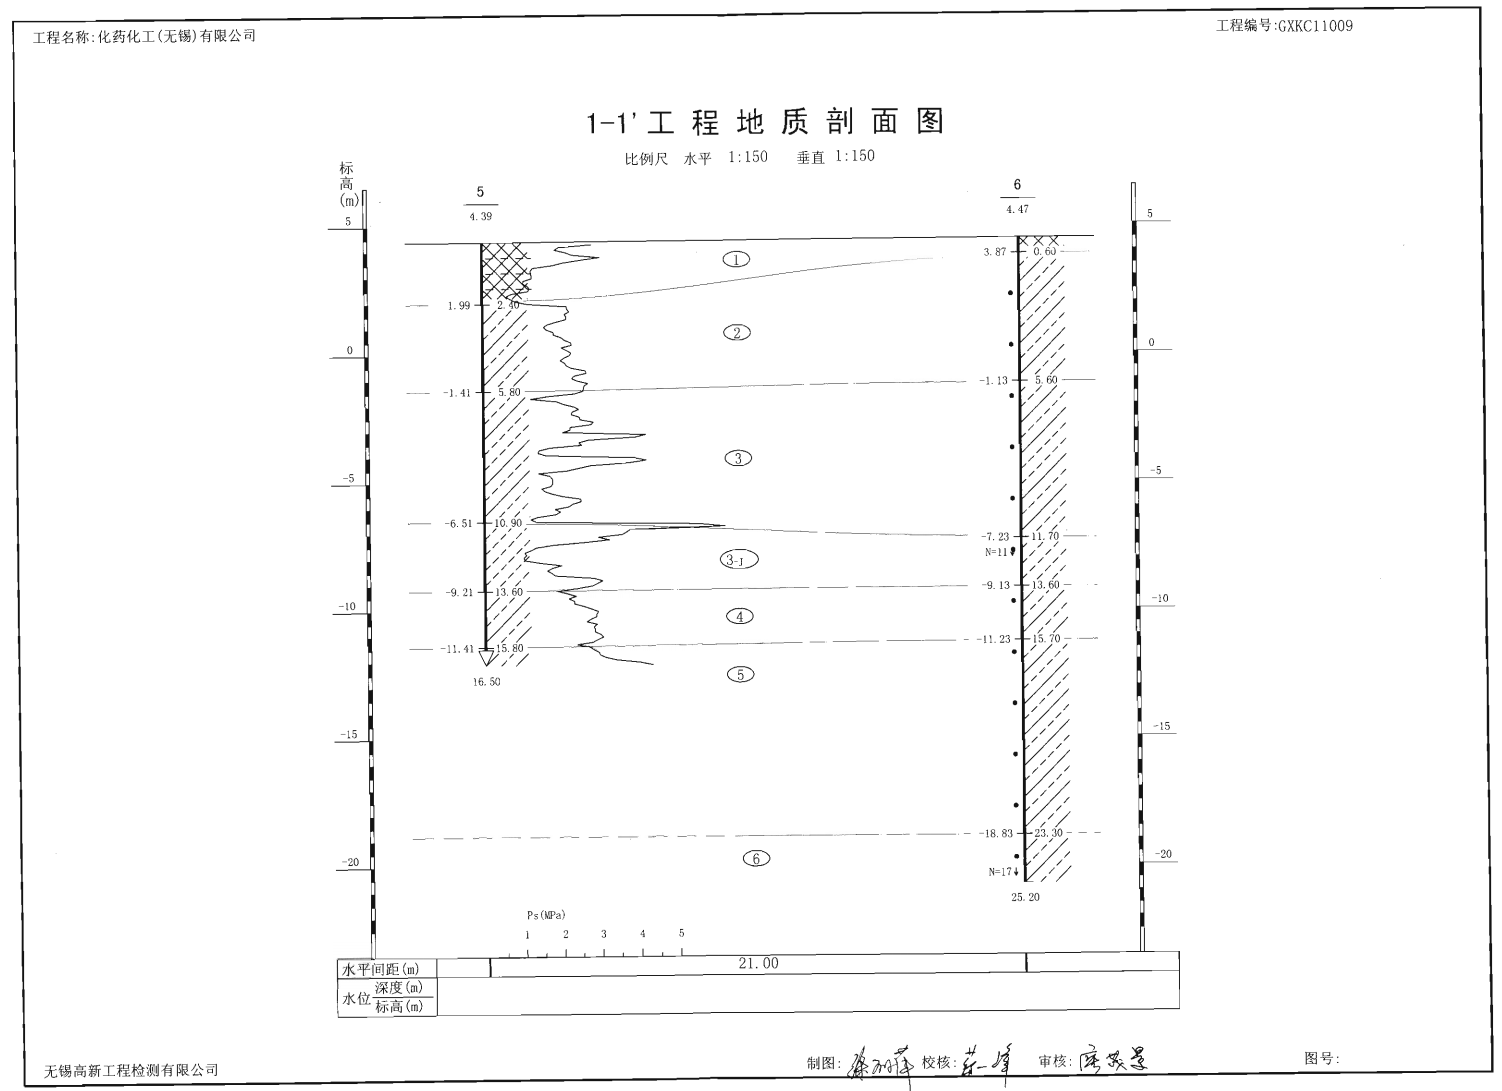 工程名称:化药化工(无锡)有限公司
工程编号:GXKC11009
1-1'工程地质剖面图
比例尺 水平 1:150 垂直 1:150
标高(m)
5
4.39
6
4.47
5
0
-5
-10
-15
-20
5
0
-5
-10
-15
-20
1.99 2.40
-1.41 5.80
-6.51 10.90
-9.21 13.60
-11.41 15.80
16.50
①
②
③
3-J
④
⑤
⑥
3.87 0.60
-1.13 5.60
-7.23 11.70
N=11
-9.13 13.60
-11.23 15.70
-18.83 23.30
N=17
25.20
Ps(MPa)
1 2 3 4 5
水平间距(m) 21.00
水位 深度(m)
标高(m)
无锡高新工程检测有限公司
制图: 校核: 审核: 图号: